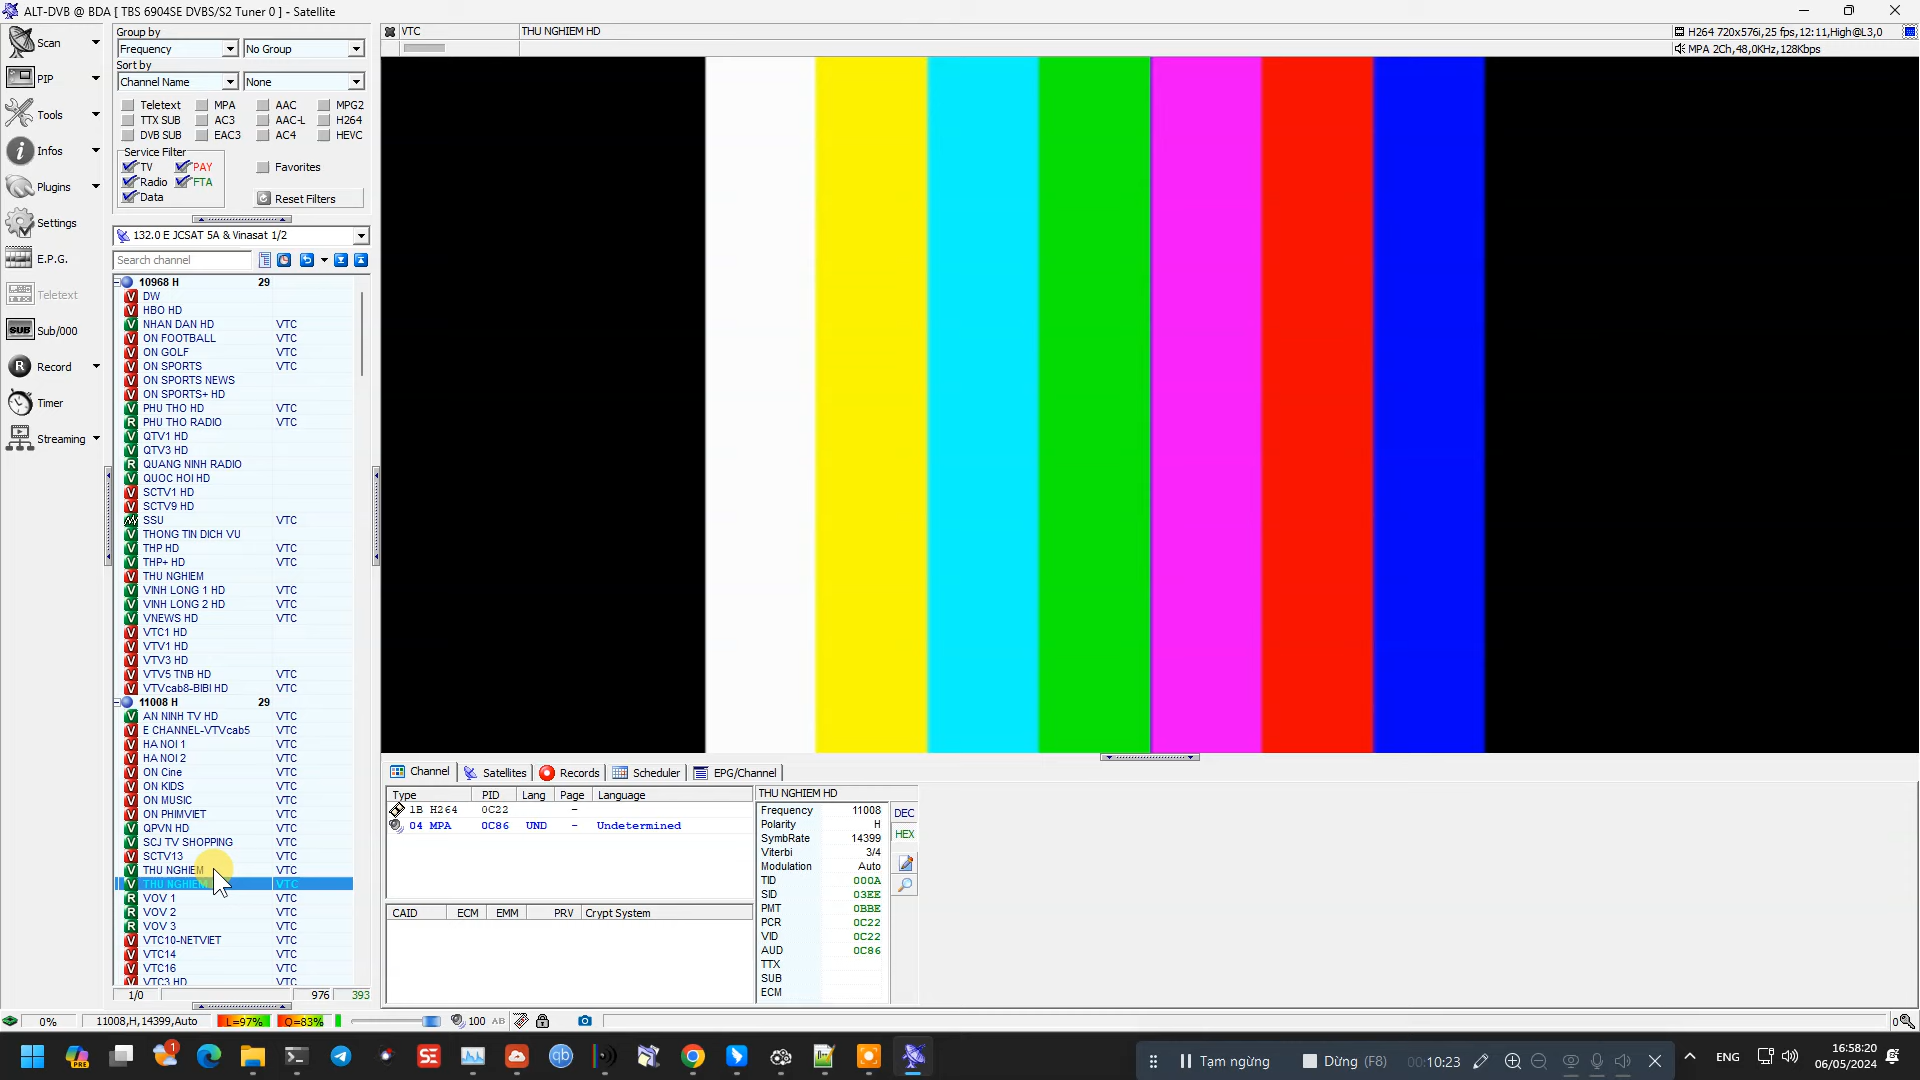 ALT-DVB @ BDA [ TBS 6904SE DVBS/S2 Tuner 0 ] - Satellite
Scan
PIP
Tools
Infos
Plugins
Settings
E.P.G.
Teletext
SUB Sub/000
R Record
Timer
Streaming
Group by
Frequency
No Group
Sort by
Channel Name
None
Teletext MPA AAC MPG2
TTX SUB AC3 AAC-L H264
DVB SUB EAC3 AC4 HEVC
Service Filter
TV PAY Favorites
Radio FTA
Data Reset Filters
132.0 E JCSAT 5A & Vinasat 1/2
Search channel
10968 H 29
V DW
V HBO HD
V NHAN DAN HD VTC
V ON FOOTBALL VTC
V ON GOLF VTC
V ON SPORTS VTC
V ON SPORTS NEWS
V ON SPORTS+ HD
V PHU THO HD VTC
R PHU THO RADIO VTC
V QTV1 HD
V QTV3 HD
R QUANG NINH RADIO
V QUOC HOI HD
V SCTV1 HD
V SCTV9 HD
SSU VTC
V THONG TIN DICH VU
V THP HD VTC
V THP+ HD VTC
V THU NGHIEM
V VINH LONG 1 HD VTC
V VINH LONG 2 HD VTC
V VNEWS HD VTC
V VTC1 HD
V VTV1 HD
V VTV3 HD
V VTV5 TNB HD VTC
V VTVcab8-BIBI HD VTC
11008 H 29
V AN NINH TV HD VTC
V E CHANNEL-VTVcab5 VTC
V HA NOI 1 VTC
V HA NOI 2 VTC
V ON Cine VTC
V ON KIDS VTC
V ON MUSIC VTC
V ON PHIMVIET VTC
V QPVN HD VTC
V SCJ TV SHOPPING VTC
V SCTV13 VTC
V THU NGHIEM VTC
V THU NGHIEM VTC
R VOV 1 VTC
R VOV 2 VTC
R VOV 3 VTC
V VTC10-NETVIET VTC
V VTC14 VTC
V VTC16 VTC
V VTC3 HD VTC
1/0 976 393
VTC
THU NGHIEM HD
H264 720x576i,25 fps,12:11,High@L3,0
MPA 2Ch,48,0KHz,128Kbps
Channel Satellites Records Scheduler EPG/Channel
Type PID Lang Page Language
1B H264 0C22 -
04 MPA 0C86 UND - Undetermined
CAID ECM EMM PRV Crypt System
THU NGHIEM HD
Frequency 11008
Polarity H
SymbRate 14399
Viterbi 3/4
Modulation Auto
TID 000A
SID 03EE
PMT 0BBE
PCR 0C22
VID 0C22
AUD 0C86
TTX
SUB
ECM
DEC
HEX
0% 11008,H,14399,Auto L=97% Q=83% 100 AB 0
PRE
1
SE
qb
Tạm ngừng Dừng (F8) 00:10:23
ENG
16:58:20
06/05/2024